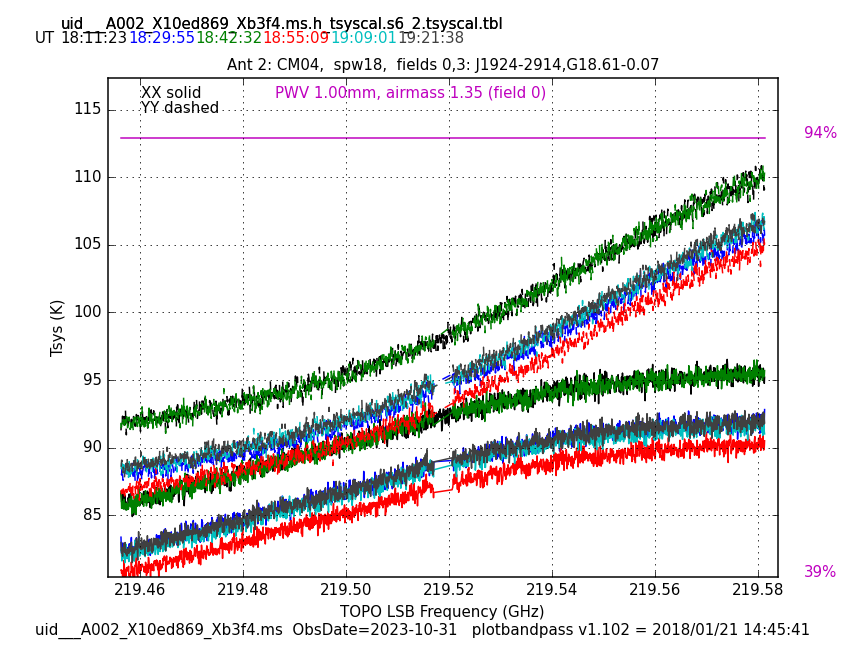 uid___A002_X10ed869_Xb3f4.ms.h_tsyscal.s6_2.tsyscal.tbl
UT 18:11:23 18:29:55 18:42:32 18:55:09 19:09:01 19:21:38
Ant 2: CM04,  spw18,  fields 0,3: J1924-2914,G18.61-0.07
XX solid
YY dashed
PWV 1.00mm, airmass 1.35 (field 0)
94%
39%
115
110
105
100
95
90
85
Tsys (K)
219.46 219.48 219.50 219.52 219.54 219.56 219.58
TOPO LSB Frequency (GHz)
uid___A002_X10ed869_Xb3f4.ms  ObsDate=2023-10-31   plotbandpass v1.102 = 2018/01/21 14:45:41